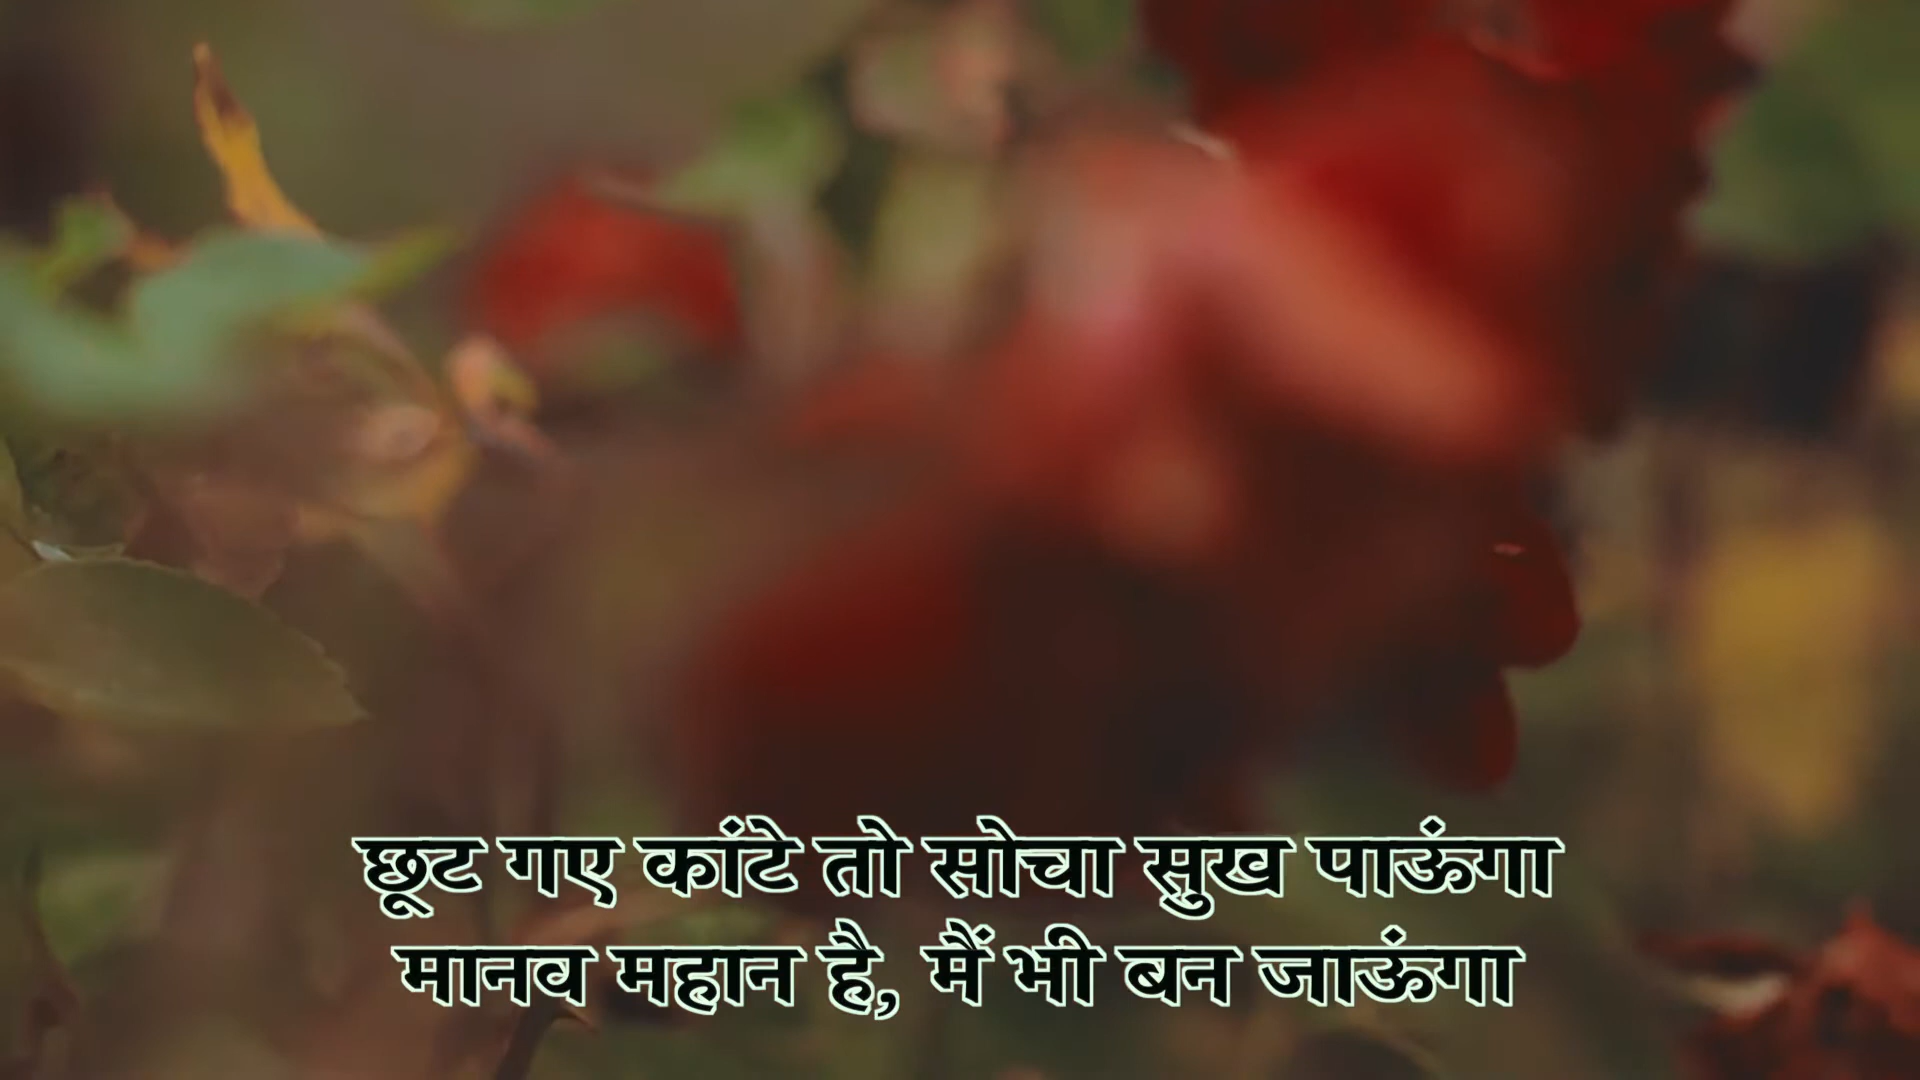 छूट गए कांटे तो सोचा सुख पाऊंगा
मानव महान है, मैं भी बन जाऊंगा